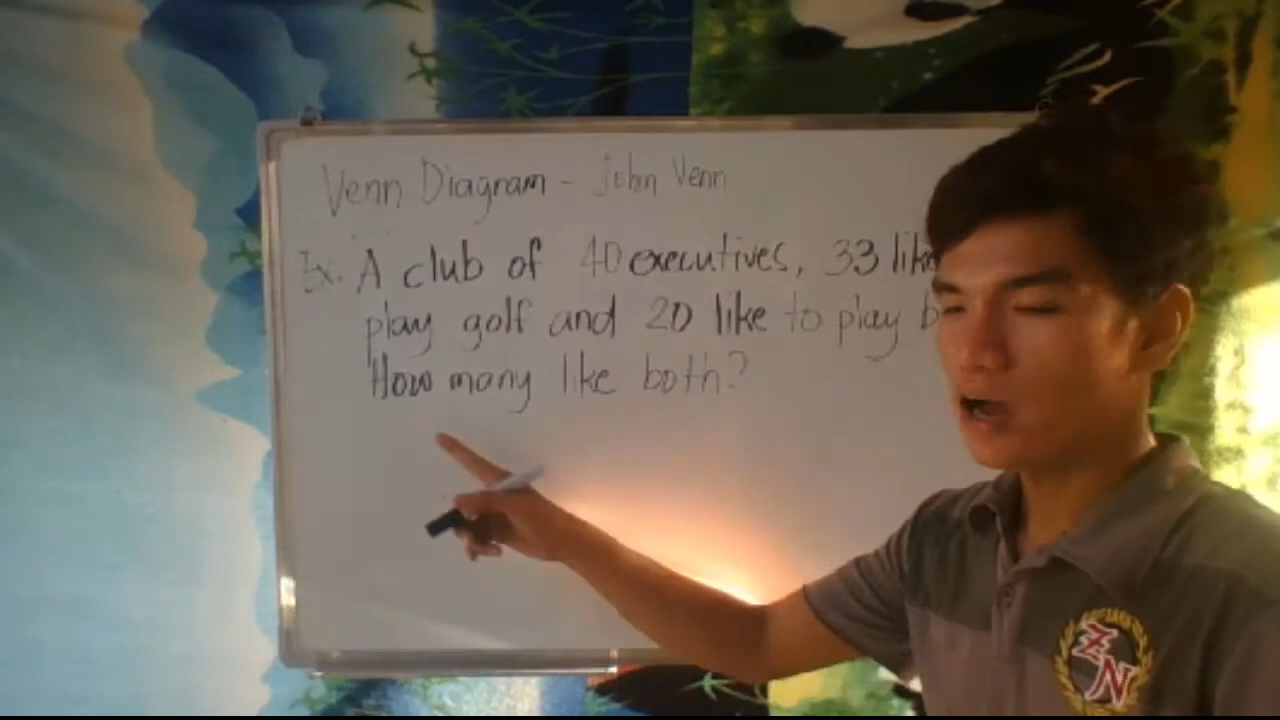 Venn Diagram - John Venn
Ex. A club of 40 executives, 33 like
play golf and 20 like to play
How many like both?
ZN